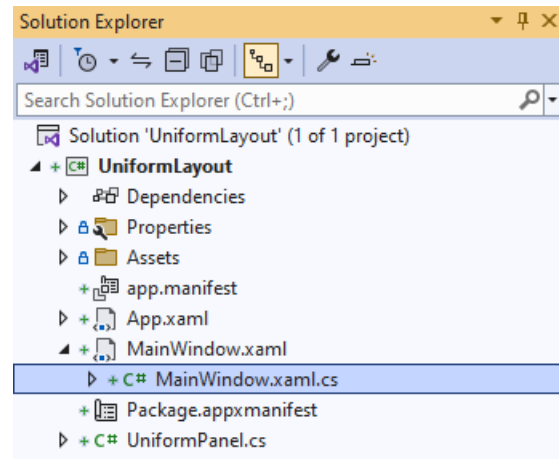 Solution Explorer
Search Solution Explorer (Ctrl+;)
Solution 'UniformLayout' (1 of 1 project)
C# UniformLayout
Dependencies
Properties
Assets
app.manifest
App.xaml
MainWindow.xaml
C# MainWindow.xaml.cs
Package.appxmanifest
C# UniformPanel.cs